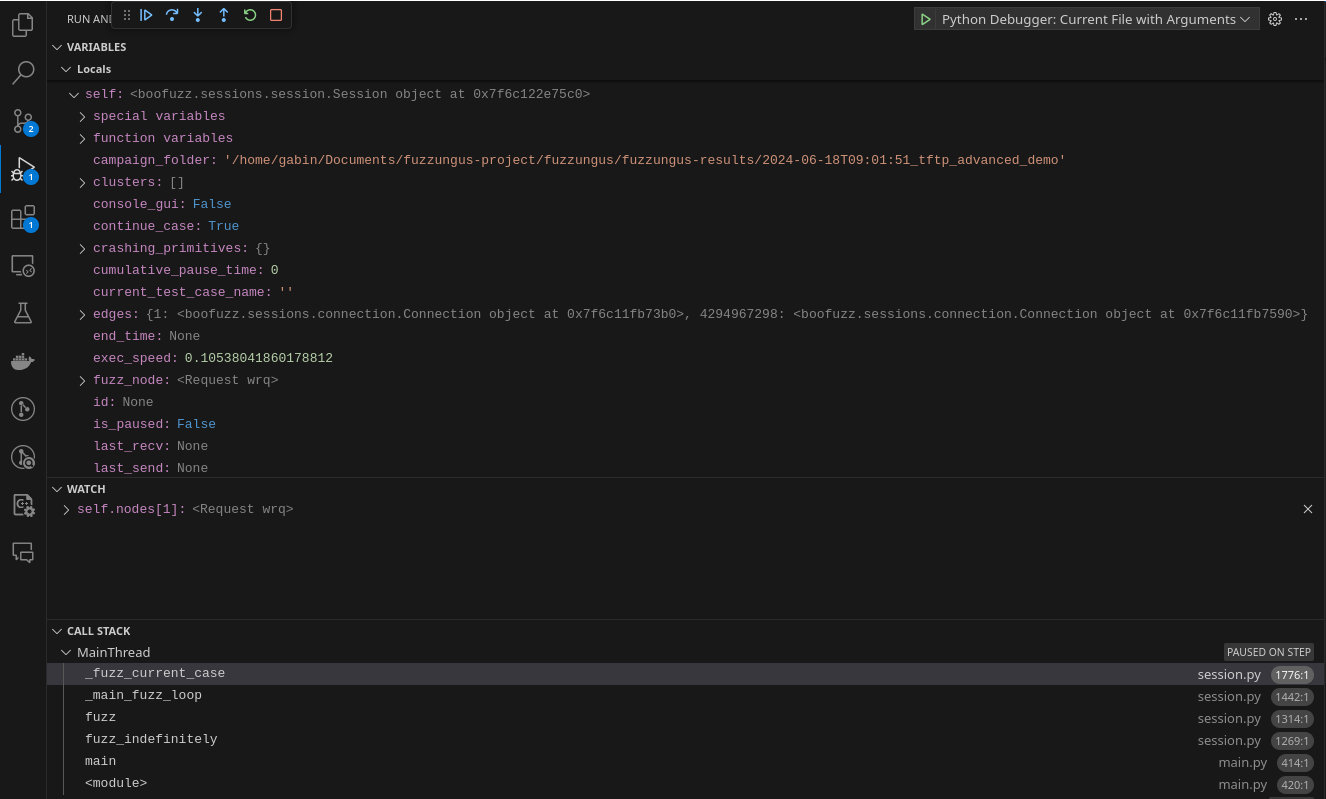 RUN AND
Python Debugger: Current File with Arguments
VARIABLES
Locals
self: <boofuzz.sessions.session.Session object at 0x7f6c122e75c0>
special variables
function variables
campaign_folder: '/home/gabin/Documents/fuzzungus-project/fuzzungus/fuzzungus-results/2024-06-18T09:01:51_tftp_advanced_demo'
clusters: []
2
console_gui: False
continue_case: True
1
crashing_primitives: {}
cumulative_pause_time: 0
current_test_case_name: ''
1
edges: {1: <boofuzz.sessions.connection.Connection object at 0x7f6c11fb73b0>, 4294967298: <boofuzz.sessions.connection.Connection object at 0x7f6c11fb7590>}
end_time: None
exec_speed: 0.10538041860178812
fuzz_node: <Request wrq>
id: None
is_paused: False
last_recv: None
last_send: None
WATCH
self.nodes[1]: <Request wrq>
CALL STACK
MainThread PAUSED ON STEP
_fuzz_current_case session.py 1776:1
_main_fuzz_loop session.py 1442:1
fuzz session.py 1314:1
fuzz_indefinitely session.py 1269:1
main main.py 414:1
<module> main.py 420:1